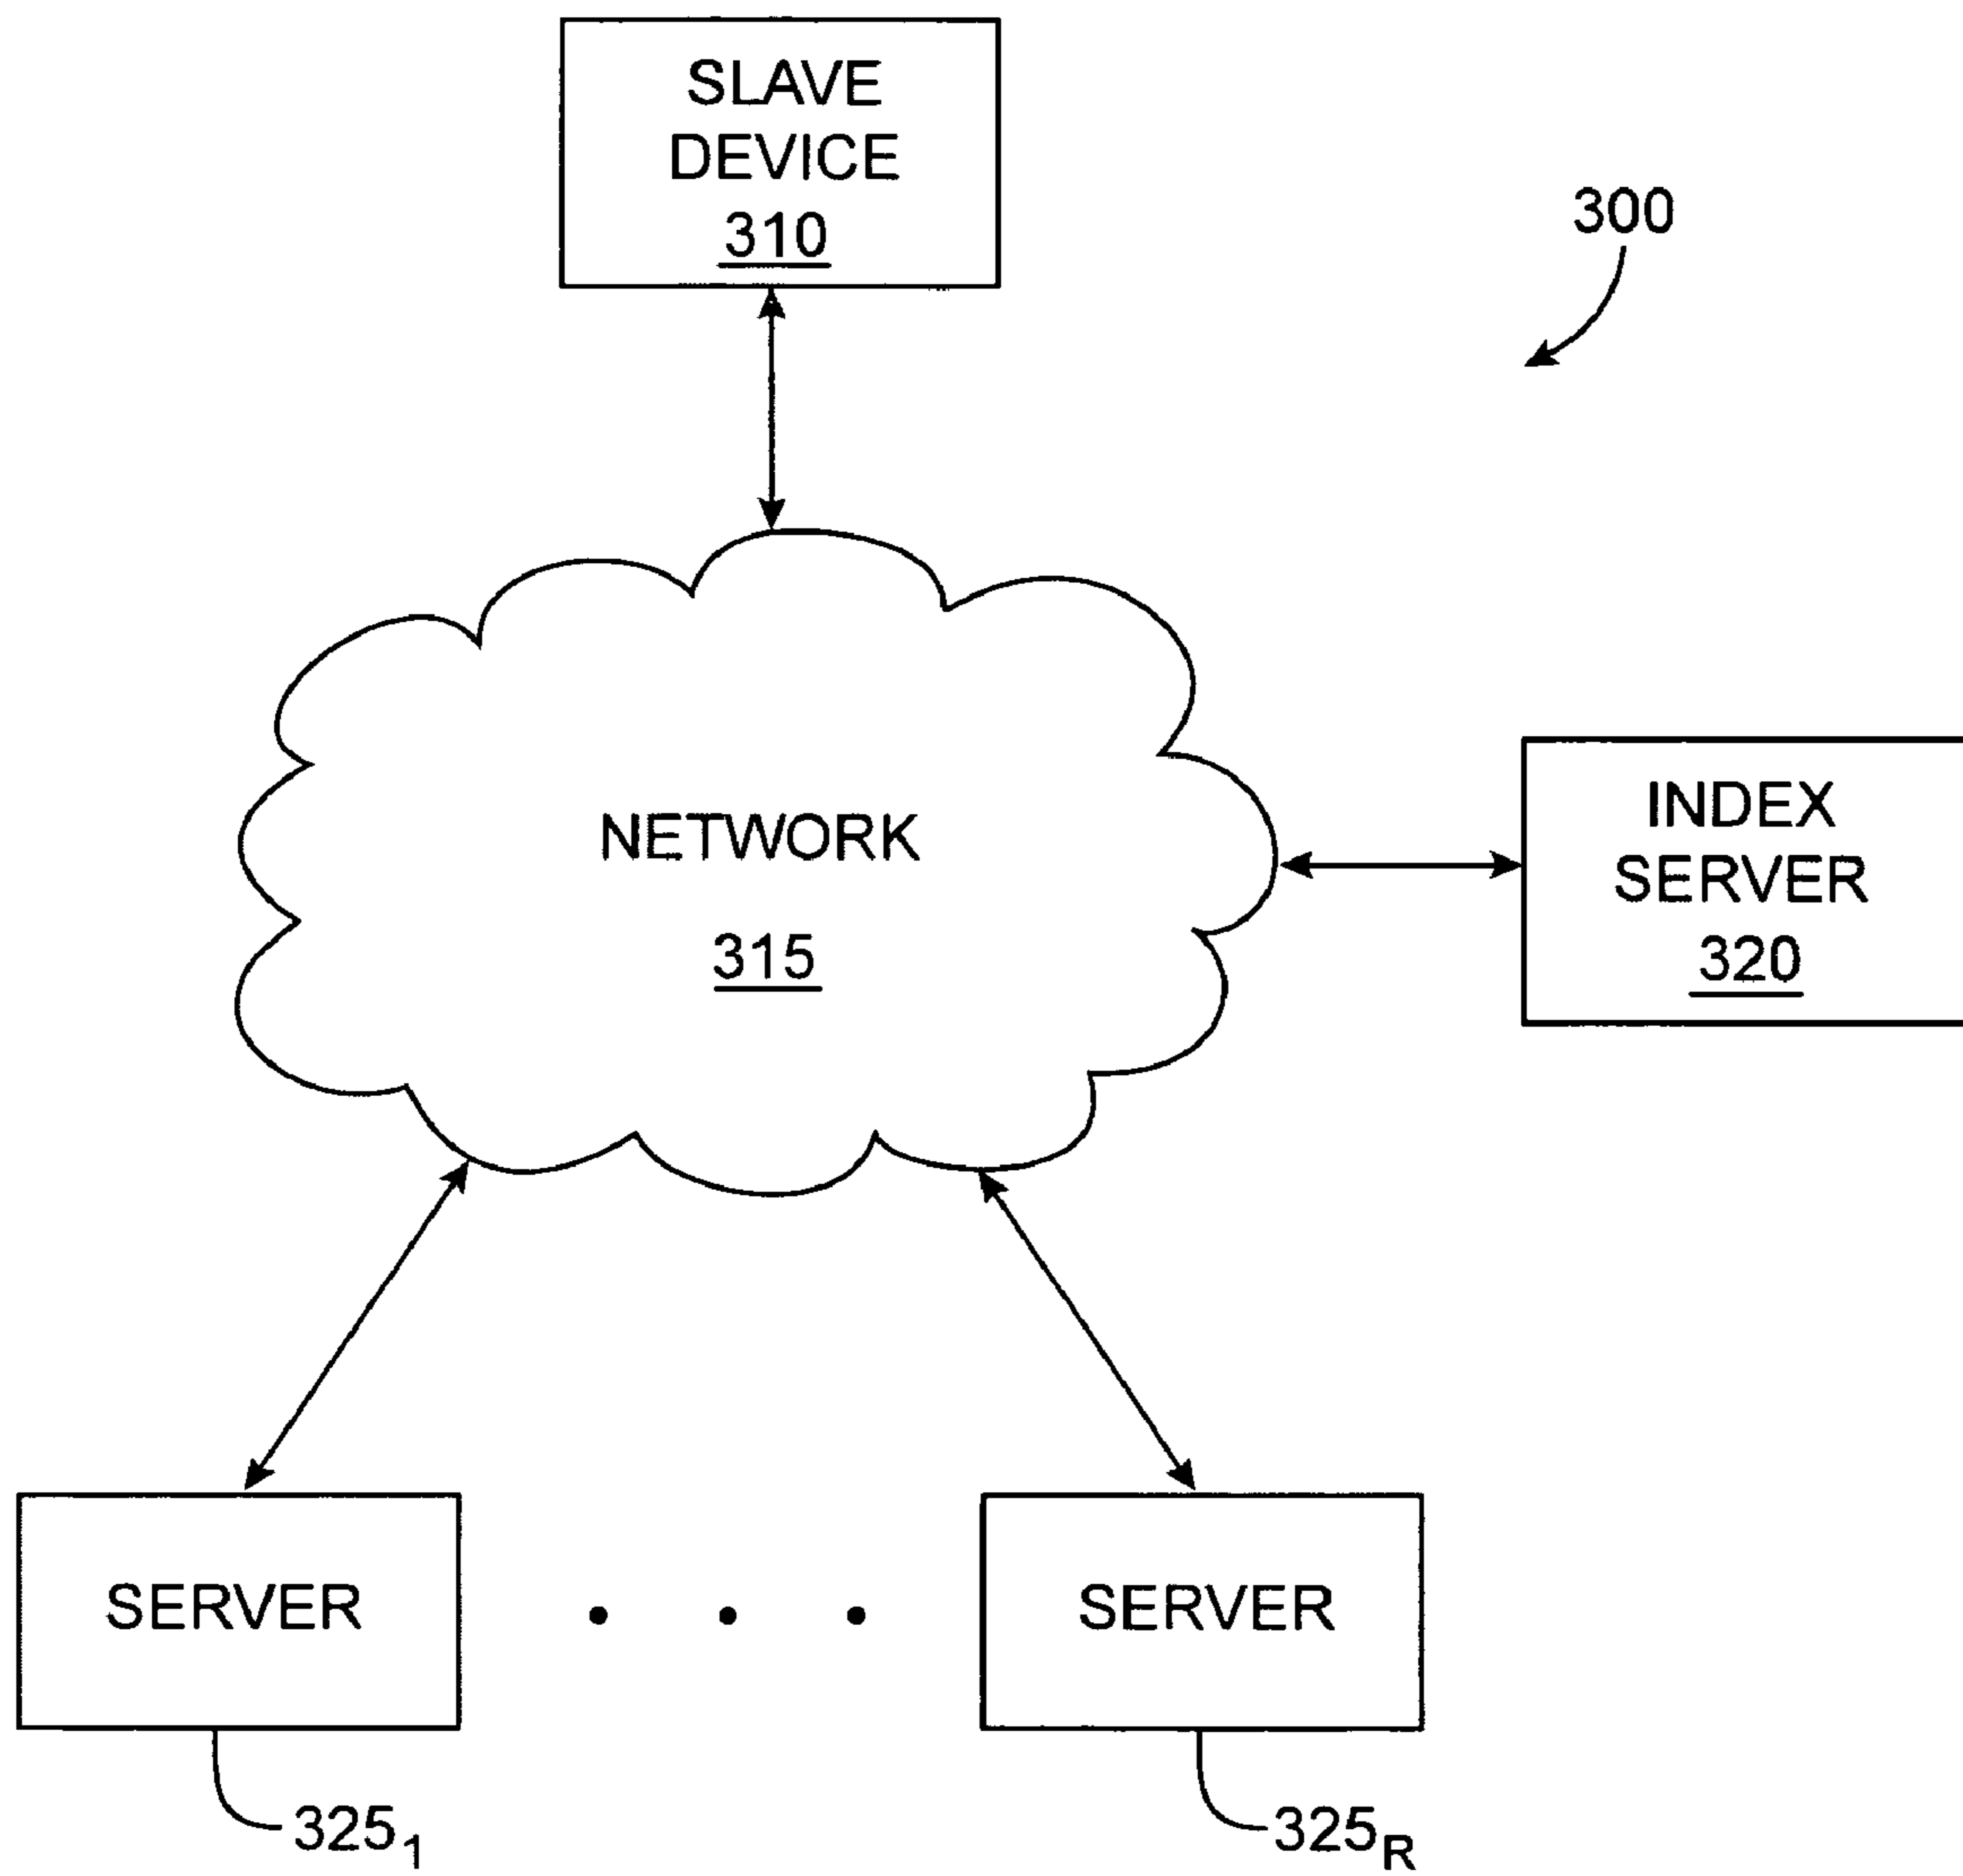 SLAVE
DEVICE
310
300
NETWORK
315
INDEX
SERVER
320
SERVER
SERVER
325₁
325R